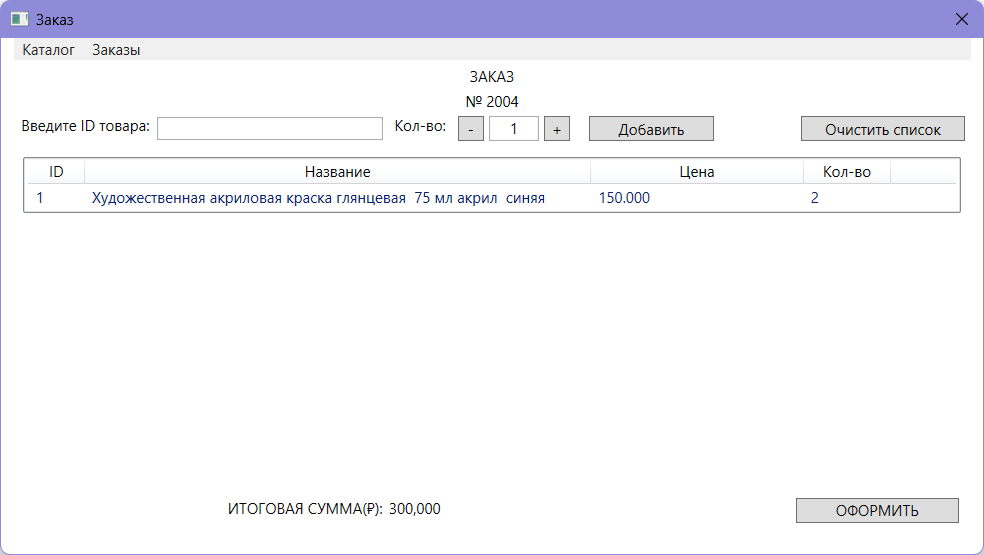 Заказ
Каталог Заказы
ЗАКАЗ
№ 2004
Введите ID товара: Кол-во: - 1 + Добавить Очистить список
ID Название Цена Кол-во
1 Художественная акриловая краска глянцевая 75 мл акрил синяя 150.000 2
ИТОГОВАЯ СУММА(₽): 300,000 ОФОРМИТЬ